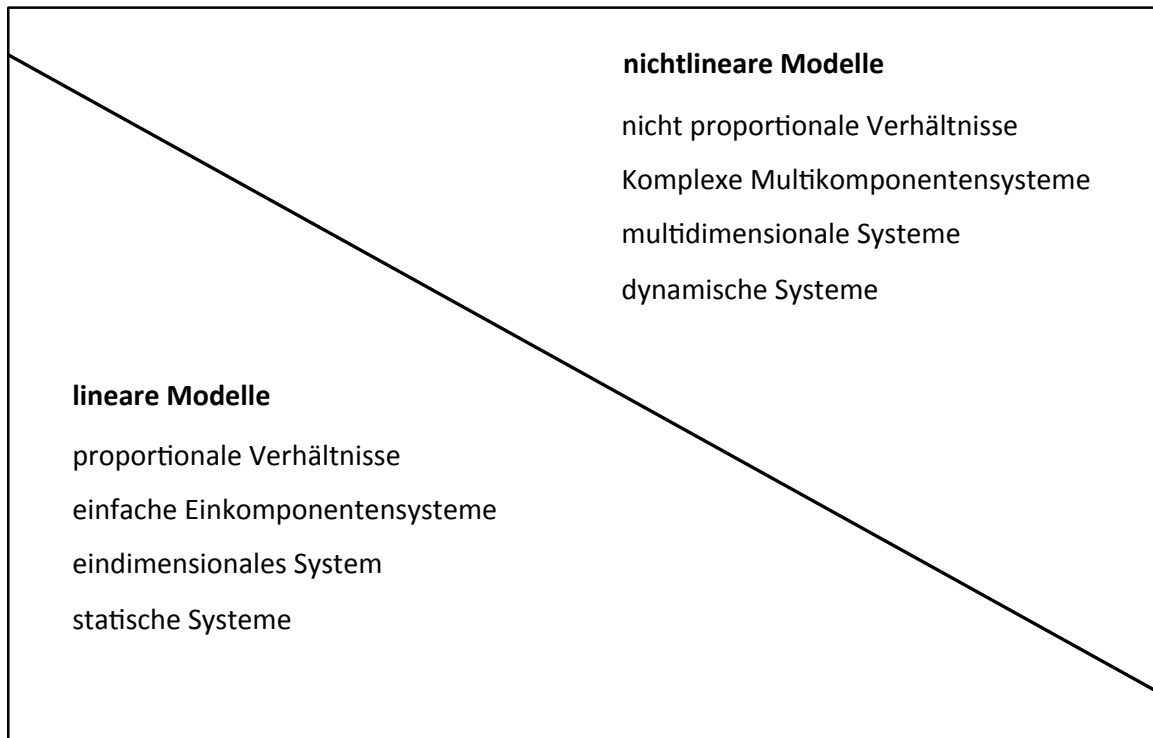 nichtlineare Modelle
nicht proportionale Verhältnisse
Komplexe Multikomponentensysteme
multidimensionale Systeme
dynamische Systeme
lineare Modelle
proportionale Verhältnisse
einfache Einkomponentensysteme
eindimensionales System
statische Systeme